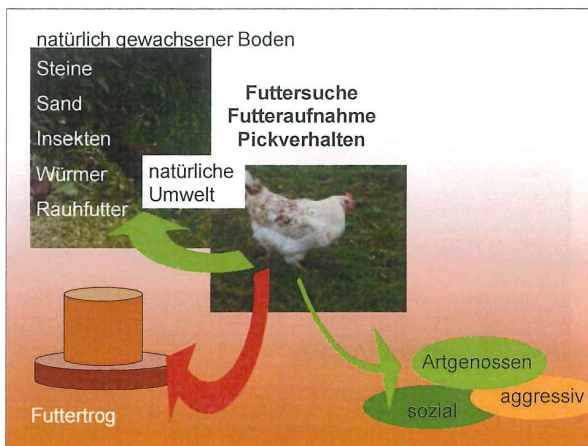 natürlich gewachsener Boden
Steine
Sand
Insekten
Würmer
Rauhfutter
natürliche
Umwelt
Futtersuche
Futteraufnahme
Pickverhalten
Futtertrog
Artgenossen
sozial
aggressiv